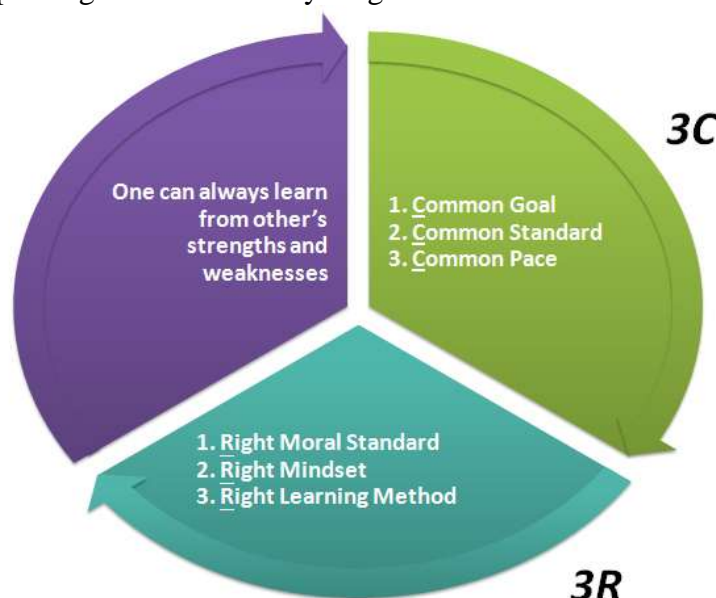 One can always learn
from other's
strengths and
weaknesses
3C
1. Common Goal
2. Common Standard
3. Common Pace
1. Right Moral Standard
2. Right Mindset
3. Right Learning Method
3R